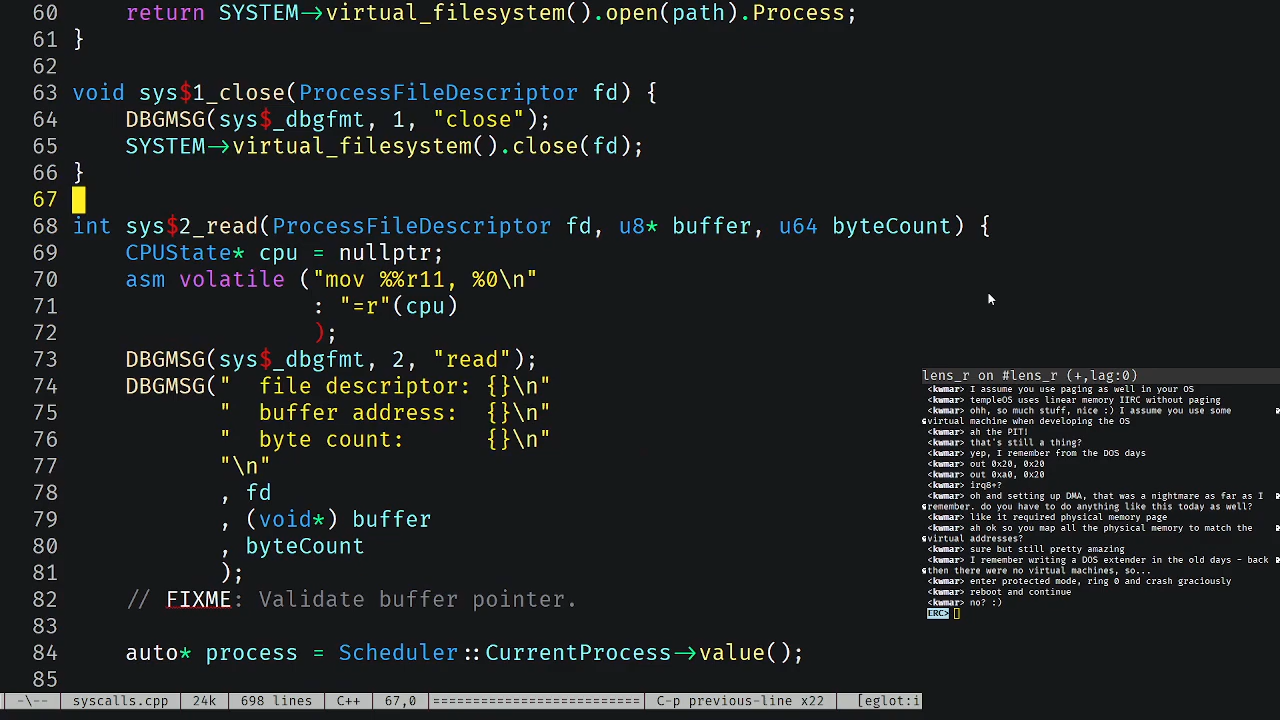 60 return SYSTEM->virtual_filesystem().open(path).Process;
61 }
62
63 void sys$1_close(ProcessFileDescriptor fd) {
64 DBGMSG(sys$_dbgfmt, 1, "close");
65 SYSTEM->virtual_filesystem().close(fd);
66 }
67
68 int sys$2_read(ProcessFileDescriptor fd, u8* buffer, u64 byteCount) {
69 CPUState* cpu = nullptr;
70 asm volatile ("mov %%r11, %0\n"
71 : "=r"(cpu)
72 );
73 DBGMSG(sys$_dbgfmt, 2, "read");
74 DBGMSG("  file descriptor: {}\n"
75 "  buffer address:  {}\n"
76 "  byte count:      {}\n"
77 "\n"
78 , fd
79 , (void*) buffer
80 , byteCount
81 );
82 // FIXME: Validate buffer pointer.
83
84 auto* process = Scheduler::CurrentProcess->value();
85
-\-- syscalls.cpp 24k 698 lines C++ 67,0 ========================= C-p previous-line x22 [eglot:i
lens_r on #lens_r (+,lag:0)
<kwmar> I assume you use paging as well in your OS
<kwmar> templeOS uses linear memory IIRC without paging
<kwmar> ohh, so much stuff, nice :) I assume you use some
virtual machine when developing the OS
<kwmar> ah the PIT!
<kwmar> that's still a thing?
<kwmar> yep, I remember from the DOS days
<kwmar> out 0x20, 0x20
<kwmar> out 0xa0, 0x20
<kwmar> irq8+?
<kwmar> oh and setting up DMA, that was a nightmare as far as I
remember. do you have to do anything like this today as well?
<kwmar> like it required physical memory page
<kwmar> ah ok so you map all the physical memory to match the
virtual addresses?
<kwmar> sure but still pretty amazing
<kwmar> I remember writing a DOS extender in the old days - back
then there were no virtual machines, so...
<kwmar> enter protected mode, ring 0 and crash graciously
<kwmar> reboot and continue
<kwmar> no? :)
ERC>